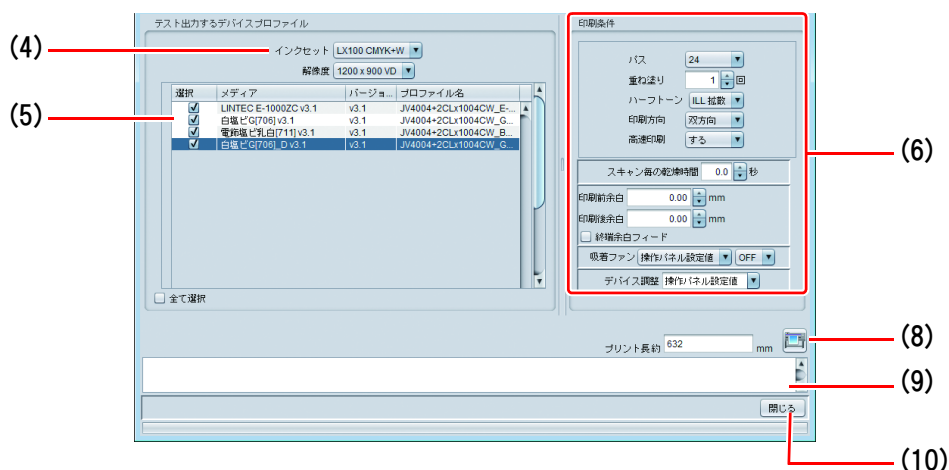 テスト出力するデバイスプロファイル
(4)
インクセット LX100 CMYK+W
解像度 1200 x 900 VD
(5)
選択 メディア バージョ... プロファイル名
LINTEC E-1000ZC v3.1 v3.1 JV4004+2CLx1004CW_E-...
白塩ビG[706] v3.1 v3.1 JV4004+2CLx1004CW_G...
電飾塩ビ乳白[711] v3.1 v3.1 JV4004+2CLx1004CW_B...
白塩ビG[706]_D v3.1 v3.1 JV4004+2CLx1004CW_G...
全て選択
印刷条件
パス 24
重ね塗り 1 回
ハーフトーン ILL 拡散
印刷方向 双方向
高速印刷 する
(6)
スキャン毎の乾燥時間 0.0 秒
印刷前余白 0.00 mm
印刷後余白 0.00 mm
終端余白フィード
吸着ファン 操作パネル設定値 OFF
デバイス調整 操作パネル設定値
プリント長約 632 mm
(8)
(9)
閉じる
(10)